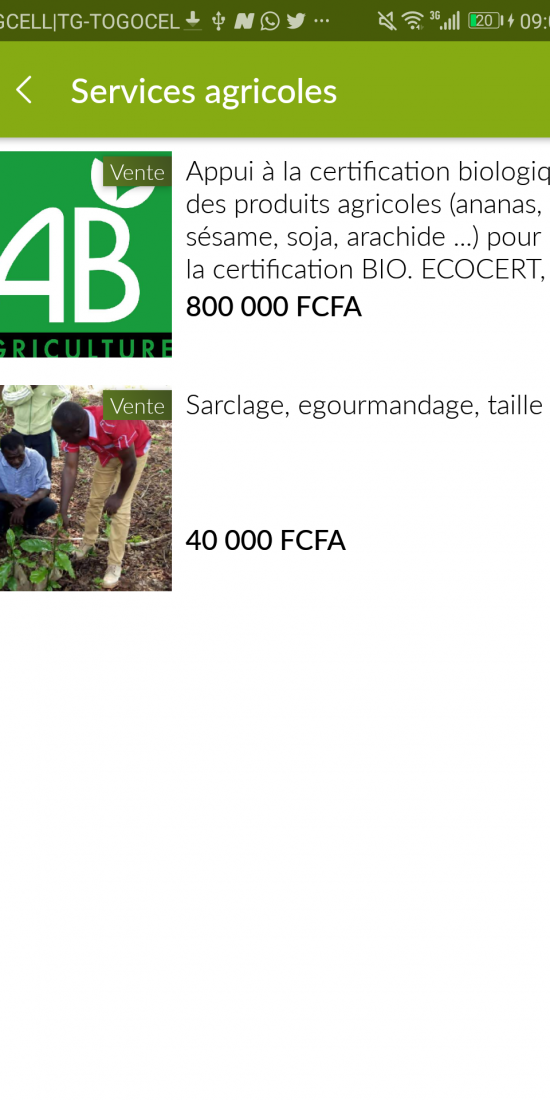 GCELL|TG-TOGOCEL ... 3G 20 09:
Services agricoles
Vente
Appui à la certification biologiq
des produits agricoles (ananas,
sésame, soja, arachide ...) pour
la certification BIO. ECOCERT,
800 000 FCFA
AB
GRICULTURE
Vente
Sarclage, egourmandage, taille
40 000 FCFA